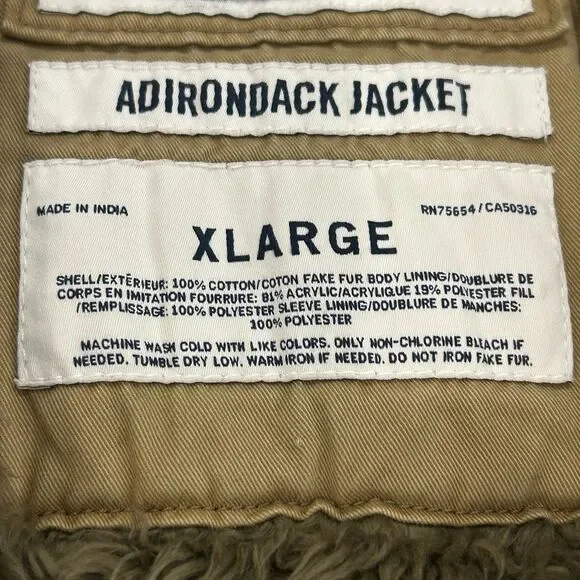 ADIRONDACK JACKET
MADE IN INDIA
RN75654/CA50316
XLARGE
SHELL/EXTËRIEUR: 100% COTTON/COTON FAKE FUR BODY LINING/DOUBLURE DE
CORPS EN IMITATION FOURRURE: 81% ACRYLIC/ACRYLIQUE 19% POLYESTER FILL
/REMPLISSAGE: 100% POLYESTER SLEEVE LINING/DOUBLURE DE MANCHES:
100% POLYESTER
MACHINE WASH COLD WITH LIKE COLORS. ONLY NON-CHLORINE BLEACH IF
NEEDED. TUMBLE DRY LOW. WARM IRON IF NEEDED. DO NOT IRON FAKE FUR.